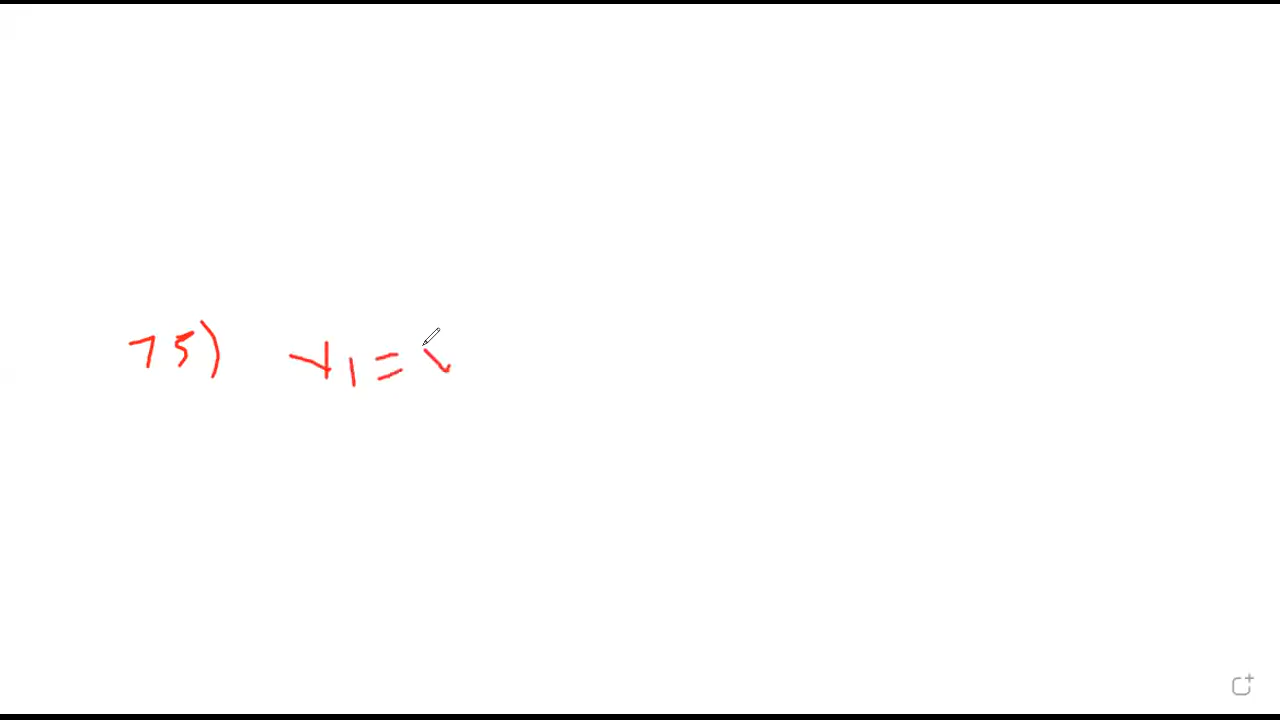 75) y1 =